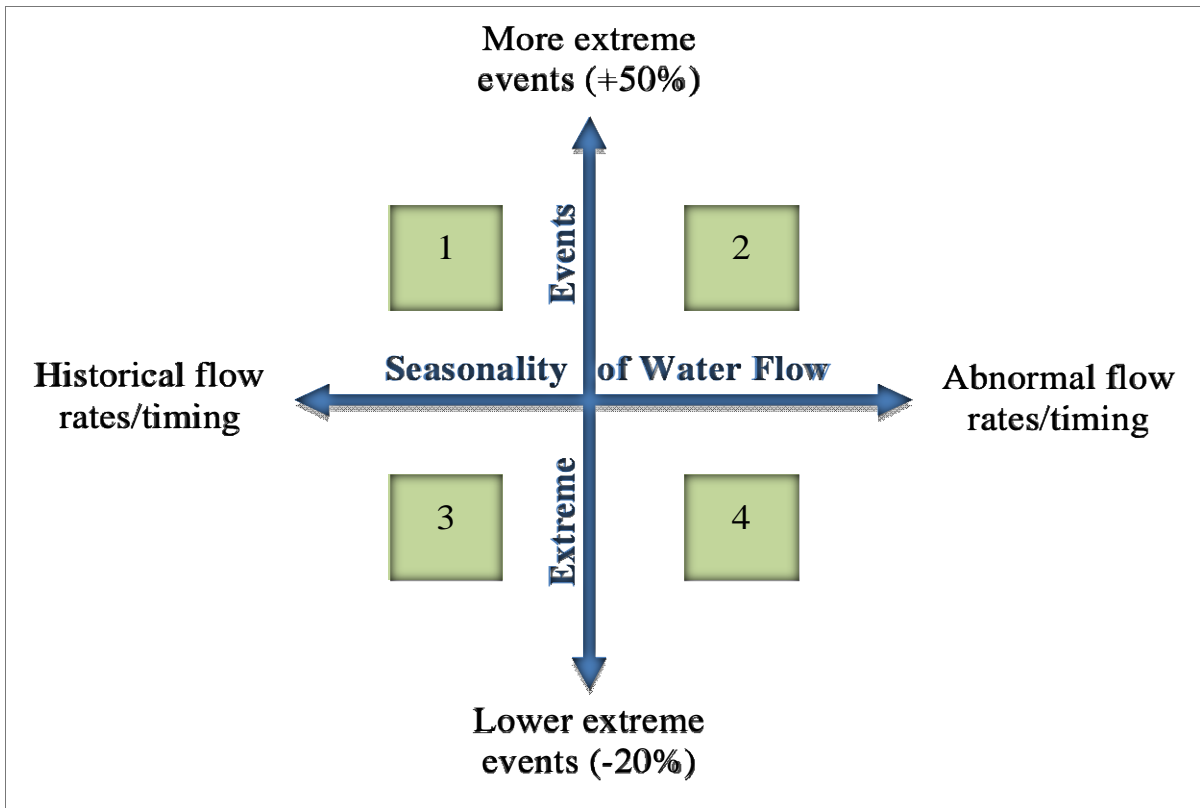 More extreme
events (+50%)
Events
1
2
Seasonality of Water Flow
Historical flow
rates/timing
Abnormal flow
rates/timing
Extreme
3
4
Lower extreme
events (-20%)